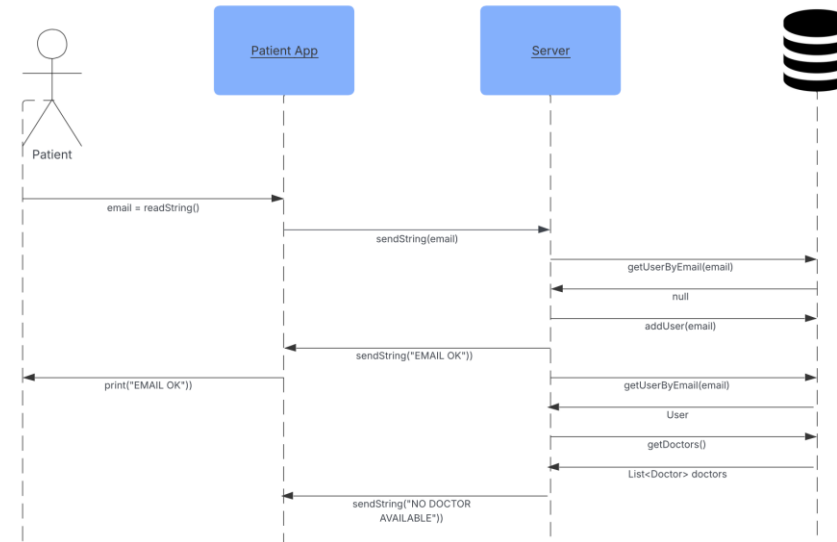 Patient App
Server
Patient
email = readString()
sendString(email)
getUserByEmail(email)
null
addUser(email)
sendString("EMAIL OK"))
print("EMAIL OK"))
getUserByEmail(email)
User
getDoctors()
List<Doctor> doctors
sendString("NO DOCTOR
AVAILABLE"))